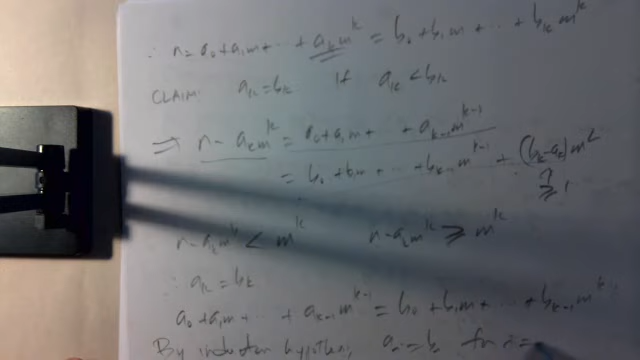 ∴ n = a₀ + a₁m + ⋯ + aₖmᵏ = b₀ + b₁m + ⋯ + bₖmᵏ
CLAIM: aₖ = bₖ If aₖ < bₖ
⇒ n − aₖmᵏ = a₀ + a₁m + ⋯ + aₖ₋₁mᵏ⁻¹
= b₀ + b₁m + ⋯ + bₖ₋₁mᵏ⁻¹ + (bₖ − aₖ)mᵏ
≥ 1
n − aₖmᵏ < mᵏ n − aₖmᵏ ≥ mᵏ
∴ aₖ = bₖ
a₀ + a₁m + ⋯ + aₖ₋₁mᵏ⁻¹ = b₀ + b₁m + ⋯ + bₖ₋₁mᵏ⁻¹
By induction hypothesis, aᵢ = bᵢ for i =